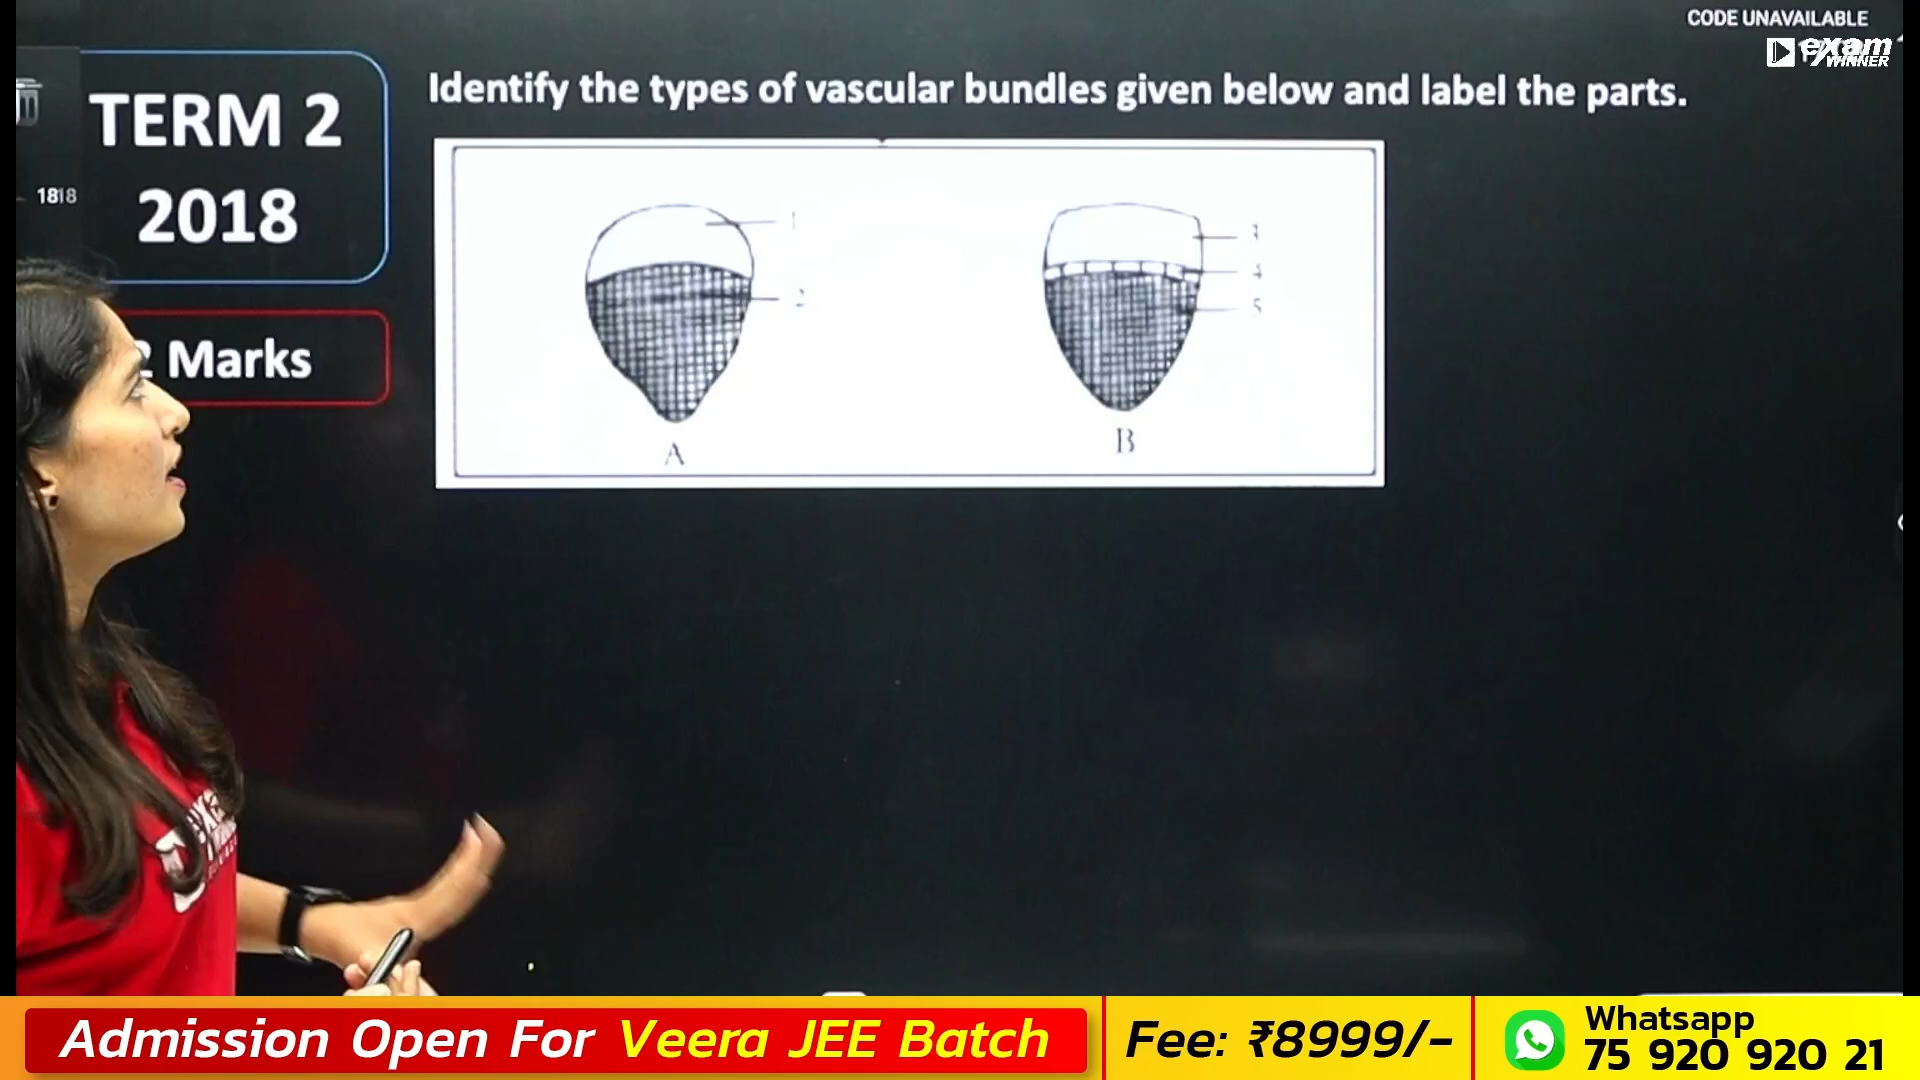 CODE UNAVAILABLE
exam
WINNER
TERM 2
2018
1818
2 Marks
Identify the types of vascular bundles given below and label the parts.
1
2
A
3
4
5
B
Admission Open For Veera JEE Batch
Fee: ₹8999/-
Whatsapp
75 920 920 21